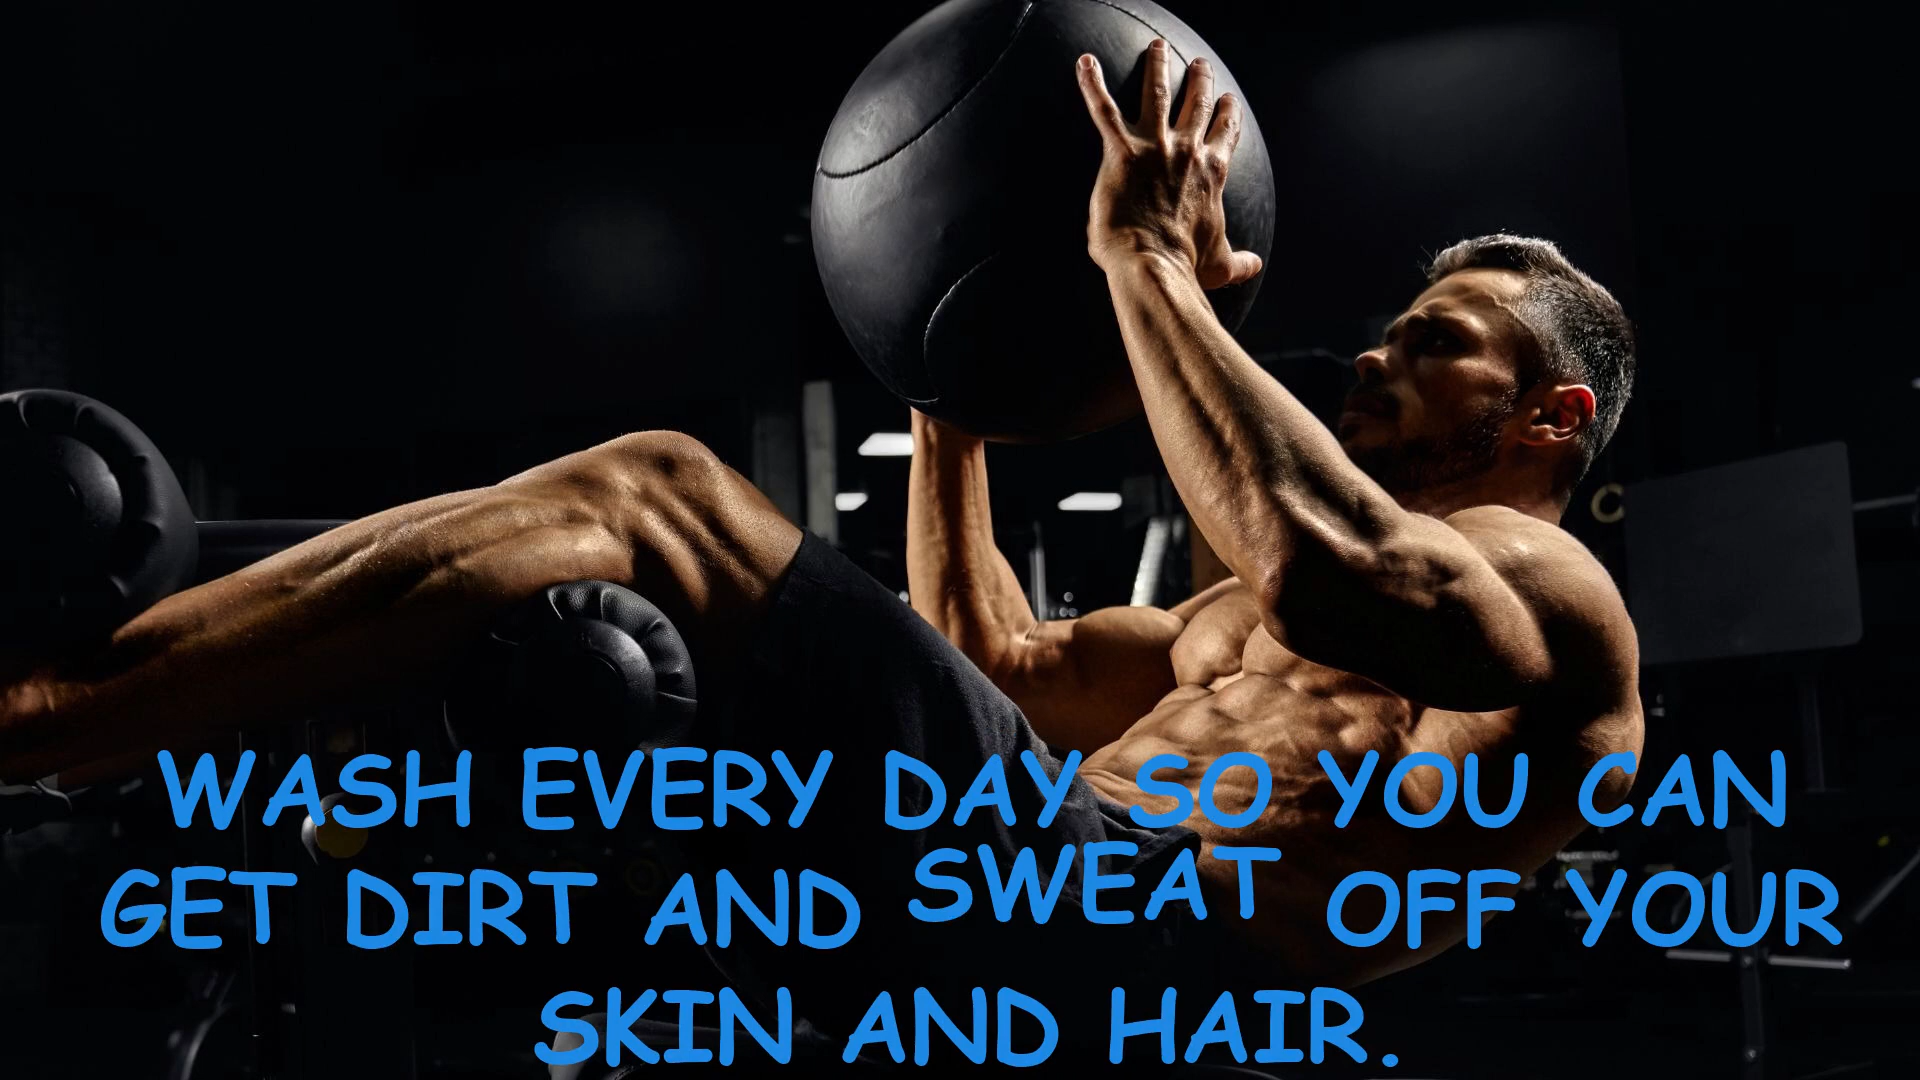 WASH EVERY DAY SO YOU CAN
GET DIRT AND SWEAT OFF YOUR
SKIN AND HAIR.